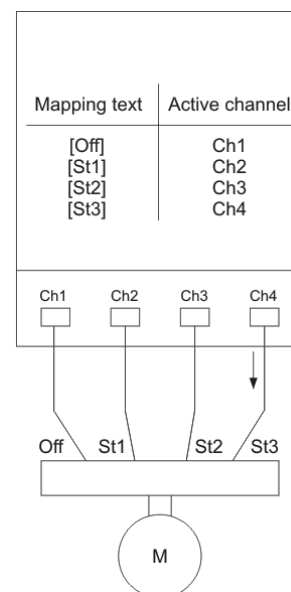 Mapping text Active channel
[Off] Ch1
[St1] Ch2
[St2] Ch3
[St3] Ch4
Ch1 Ch2 Ch3 Ch4
Off St1 St2 St3
M